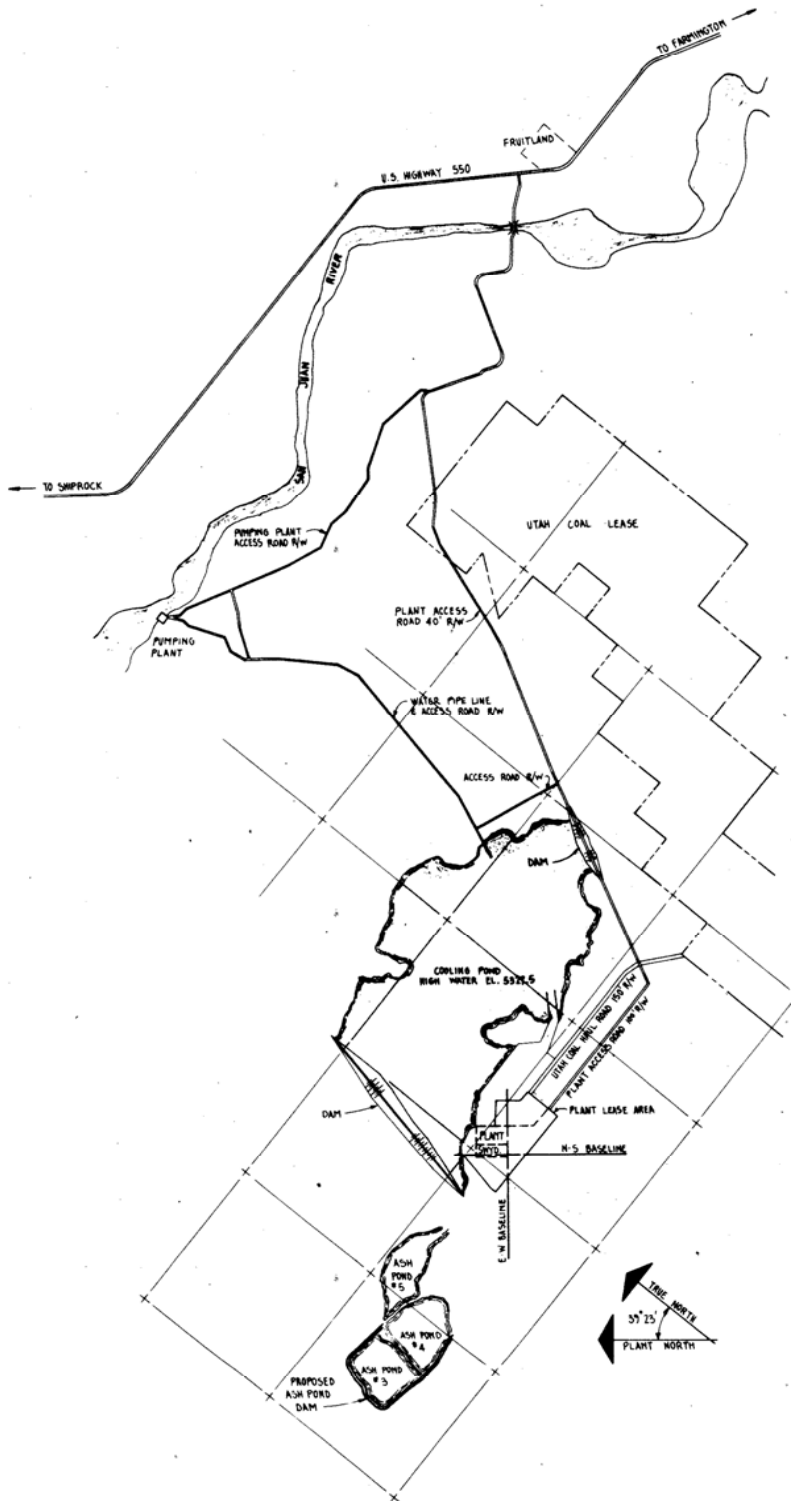 TO FARMINGTON
FRUITLAND
U.S. HIGHWAY 550
SAN JUAN RIVER
TO SHIPROCK
PUMPING PLANT
ACCESS ROAD R/W
UTAH COAL LEASE
PLANT ACCESS
ROAD 40' R/W
PUMPING
PLANT
WATER PIPE LINE
& ACCESS ROAD R/W
ACCESS ROAD R/W
DAM
COOLING POND
HIGH WATER EL. 5327.5
UTAH COAL HAUL ROAD 150' R/W
PLANT ACCESS ROAD 100' R/W
PLANT LEASE AREA
DAM
PLANT
N-S BASELINE
E-W BASELINE
ASH
POND
#5
ASH POND
#4
ASH POND
#3
PROPOSED
ASH POND
DAM
TRUE NORTH
39°23'
PLANT NORTH